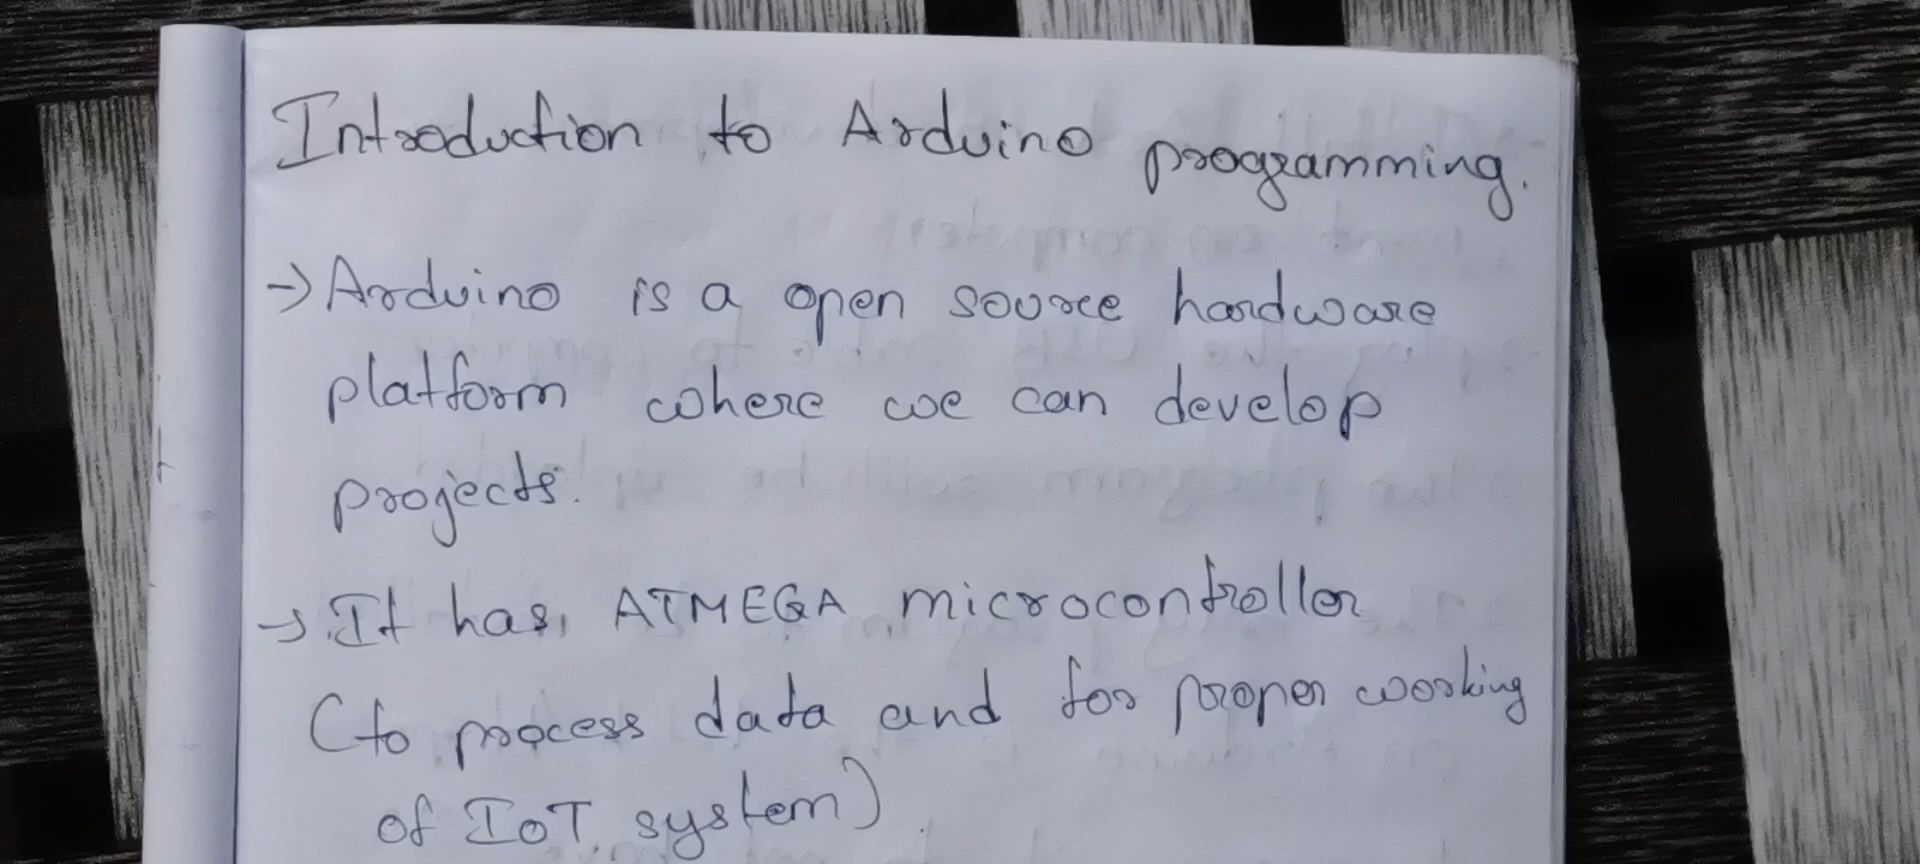 Introduction to Arduino programming.
→ Arduino is a open source hardware
platform where we can develop
projects.
→ It has, ATMEGA microcontroller
(to process data and for proper working
of IoT system).